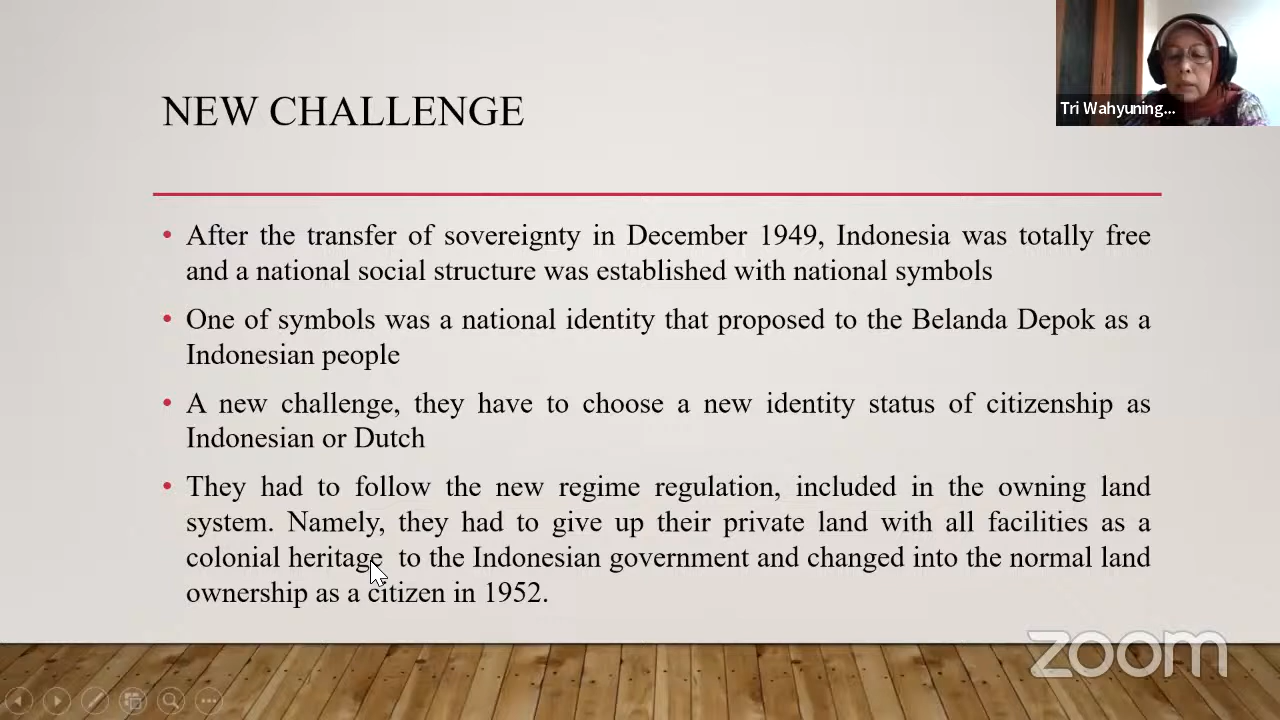 Tri Wahyuning...
NEW CHALLENGE
• After the transfer of sovereignty in December 1949, Indonesia was totally free
and a national social structure was established with national symbols
• One of symbols was a national identity that proposed to the Belanda Depok as a
Indonesian people
• A new challenge, they have to choose a new identity status of citizenship as
Indonesian or Dutch
• They had to follow the new regime regulation, included in the owning land
system. Namely, they had to give up their private land with all facilities as a
colonial heritage to the Indonesian government and changed into the normal land
ownership as a citizen in 1952.
zoom